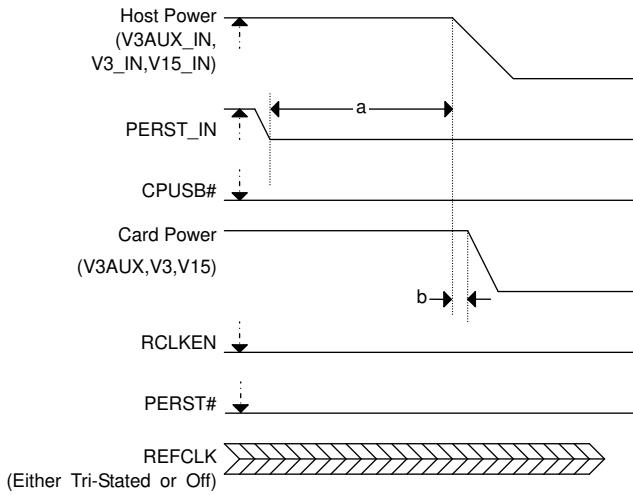 Host Power
(V3AUX_IN,
V3_IN,V15_IN)
a
PERST_IN
CPUSB#
Card Power
(V3AUX,V3,V15)
b
RCLKEN
PERST#
REFCLK
(Either Tri-Stated or Off)